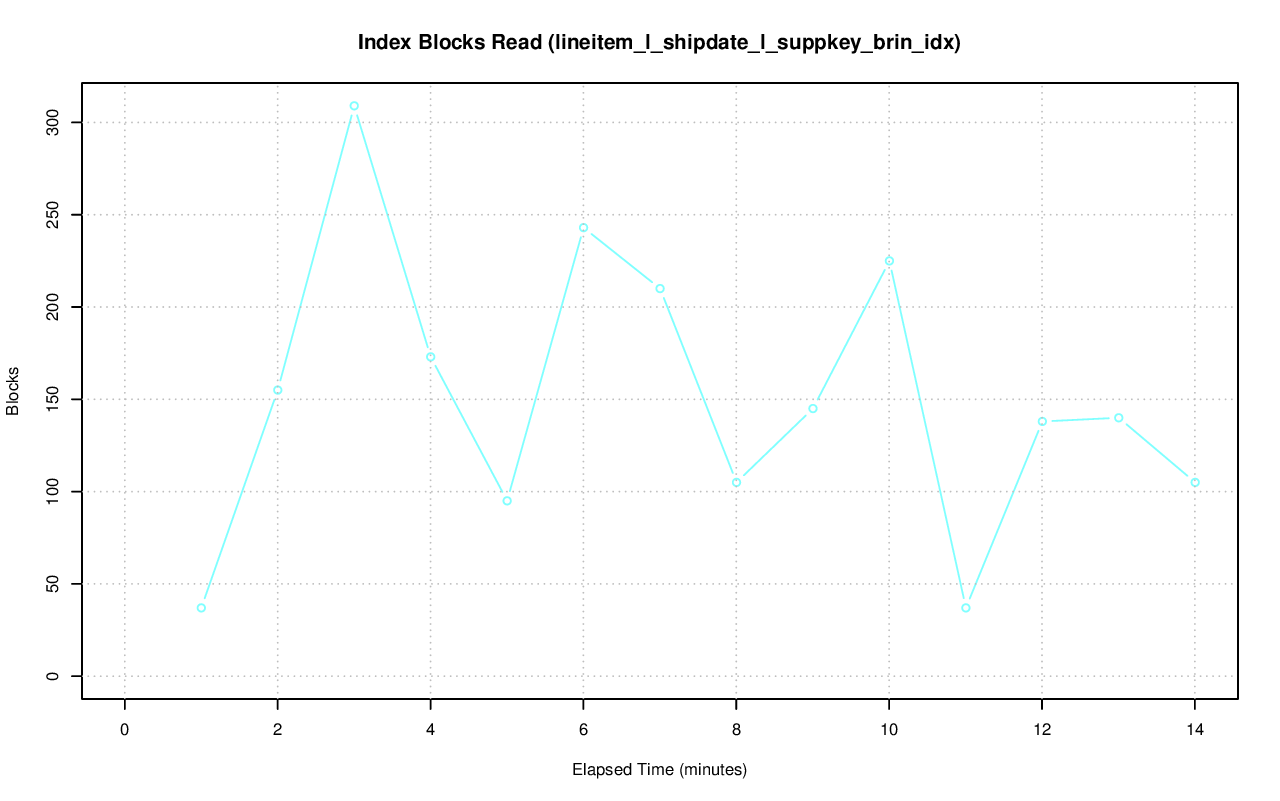 Index Blocks Read (lineitem_l_shipdate_l_suppkey_brin_idx)
300
250
200
150
100
50
0
Blocks
0 2 4 6 8 10 12 14
Elapsed Time (minutes)